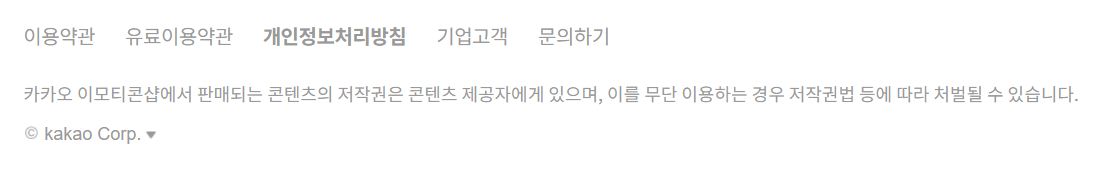 이용약관 유료이용약관 개인정보처리방침 기업고객 문의하기
카카오 이모티콘샵에서 판매되는 콘텐츠의 저작권은 콘텐츠 제공자에게 있으며, 이를 무단 이용하는 경우 저작권법 등에 따라 처벌될 수 있습니다.
© kakao Corp.